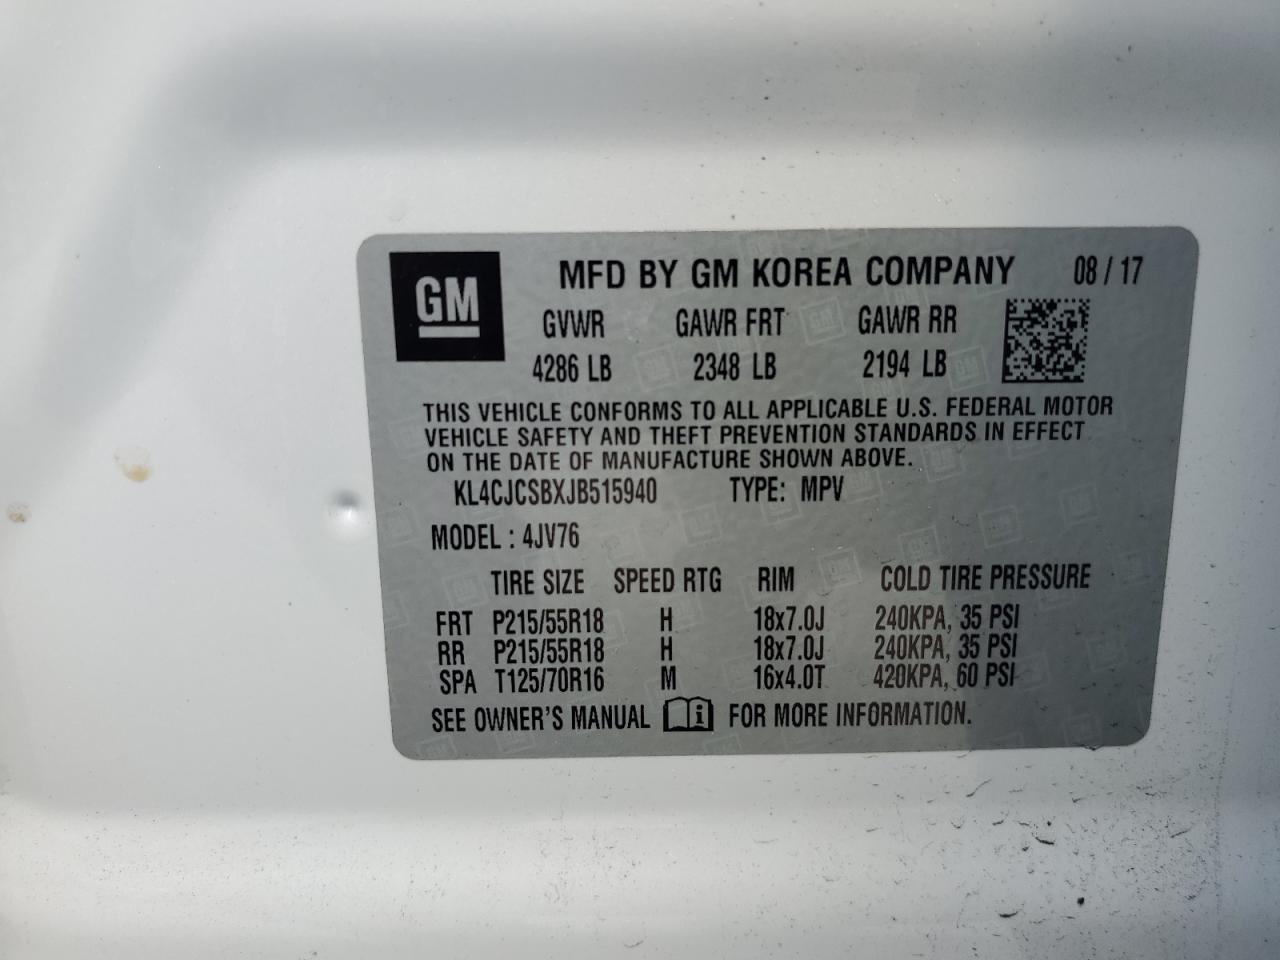 GM
MFD BY GM KOREA COMPANY 08 / 17
GVWR GAWR FRT GAWR RR
4286 LB 2348 LB 2194 LB
THIS VEHICLE CONFORMS TO ALL APPLICABLE U.S. FEDERAL MOTOR
VEHICLE SAFETY AND THEFT PREVENTION STANDARDS IN EFFECT
ON THE DATE OF MANUFACTURE SHOWN ABOVE.
KL4CJCSBXJB515940 TYPE: MPV
MODEL : 4JV76
TIRE SIZE SPEED RTG RIM COLD TIRE PRESSURE
FRT P215/55R18 H 18x7.0J 240KPA, 35 PSI
RR P215/55R18 H 18x7.0J 240KPA, 35 PSI
SPA T125/70R16 M 16x4.0T 420KPA, 60 PSI
SEE OWNER'S MANUAL i FOR MORE INFORMATION.